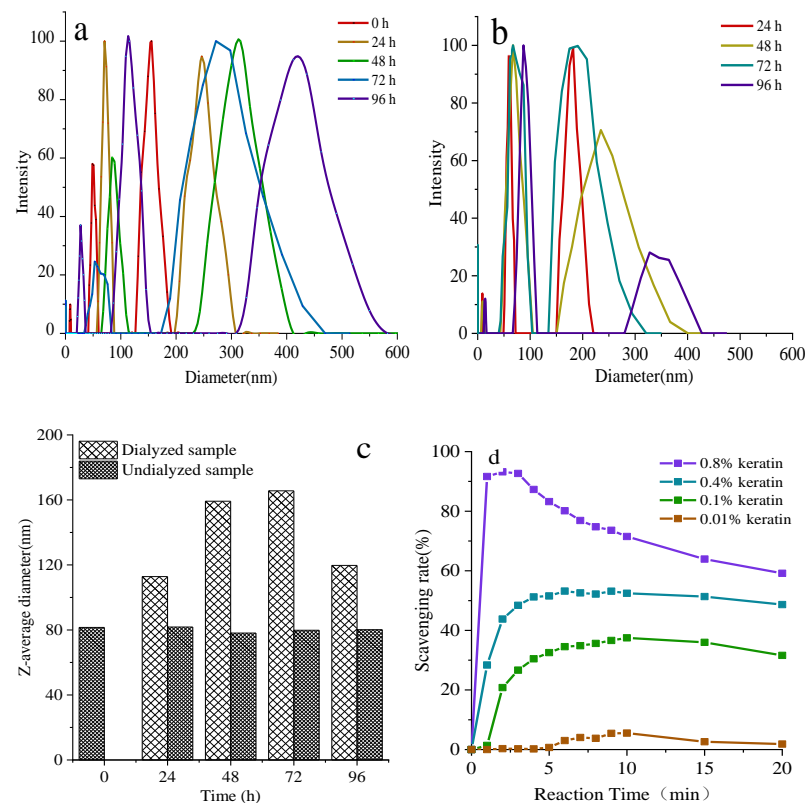 a
0 h
24 h
48 h
72 h
96 h
100
80
60
40
20
0
Intensity
0 100 200 300 400 500 600
Diameter(nm)
b
24 h
48 h
72 h
96 h
100
80
60
40
20
0
Intensity
0 100 200 300 400 500 600
Diameter(nm)
c
Dialyzed sample
Undialyzed sample
200
160
120
80
40
0
Z-average diameter(nm)
0 24 48 72 96
Time (h)
d
0.8% keratin
0.4% keratin
0.1% keratin
0.01% keratin
100
80
60
40
20
0
Scavenging rate(%)
0 5 10 15 20
Reaction Time（min）